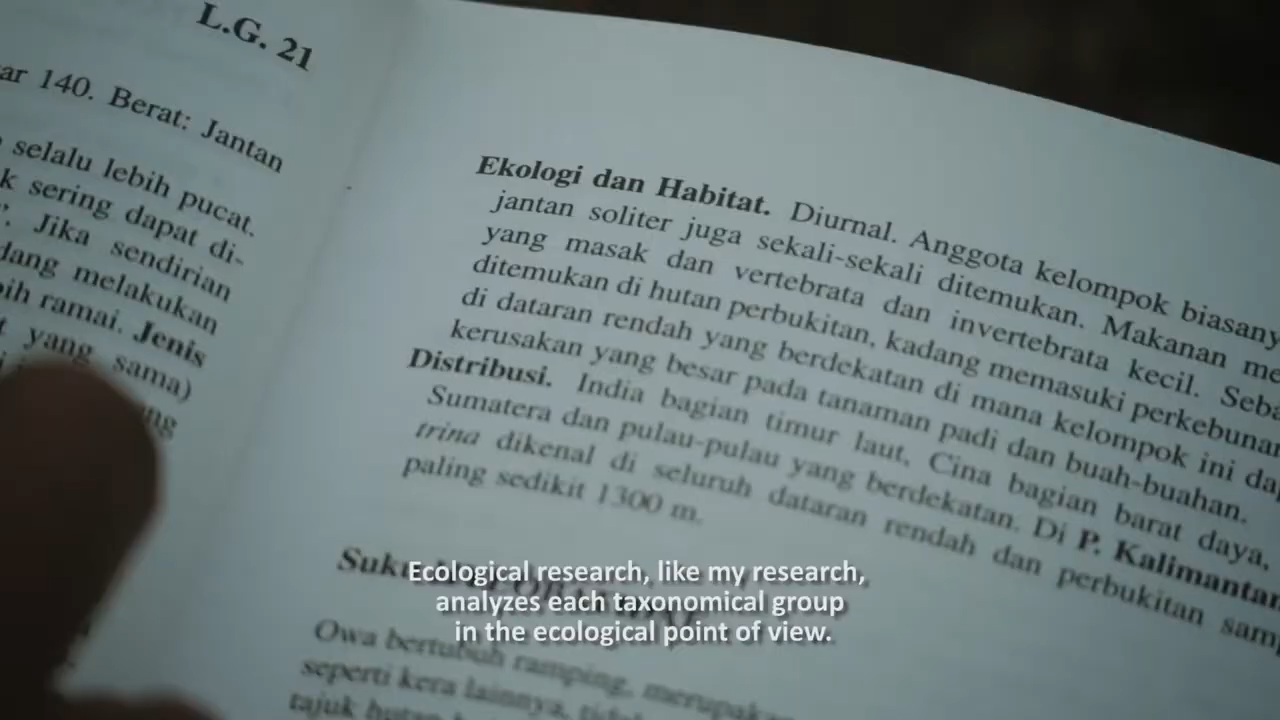 L.G. 21
ar 140. Berat: Jantan
selalu lebih pucat.
k sering dapat di-
Jika sendirian
dang melakukan
ih ramai. Jenis
yang sama)
Ekologi dan Habitat. Diurnal. Anggota kelompok biasany
jantan soliter juga sekali-sekali ditemukan. Makanan me
yang masak dan vertebrata dan invertebrata kecil. Seba
ditemukan di hutan perbukitan, kadang memasuki perkebunan
di dataran rendah yang berdekatan di mana kelompok ini da
kerusakan yang besar pada tanaman padi dan buah-buahan.
Distribusi. India bagian timur laut, Cina bagian barat daya,
Sumatera dan pulau-pulau yang berdekatan. Di P. Kalimantan
trina dikenal di seluruh dataran rendah dan perbukitan samp
paling sedikit 1300 m.
Suku
Owa bertubuh ramping, merupakan
seperti kera lainnya,
tajuk hutan
Ecological research, like my research,
analyzes each taxonomical group
in the ecological point of view.